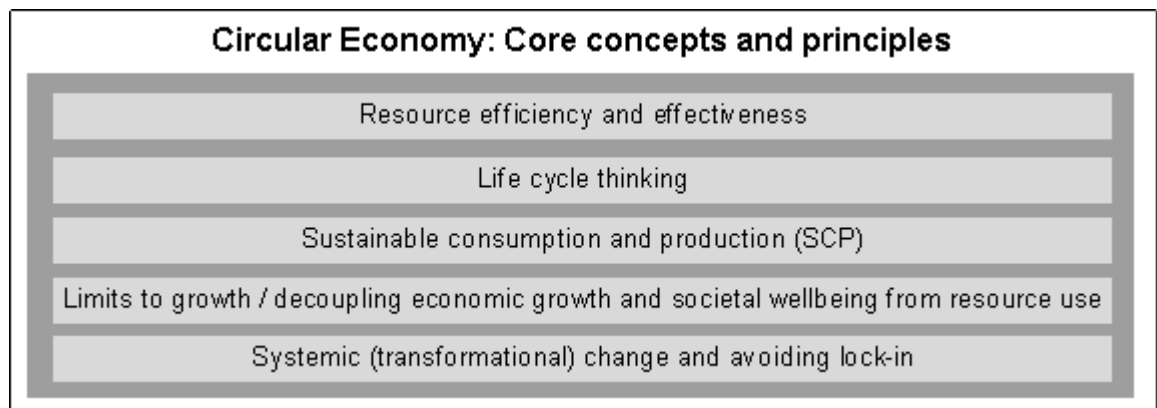 Circular Economy: Core concepts and principles
Resource efficiency and effectiveness
Life cycle thinking
Sustainable consumption and production (SCP)
Limits to growth / decoupling economic growth and societal wellbeing from resource use
Systemic (transformational) change and avoiding lock-in